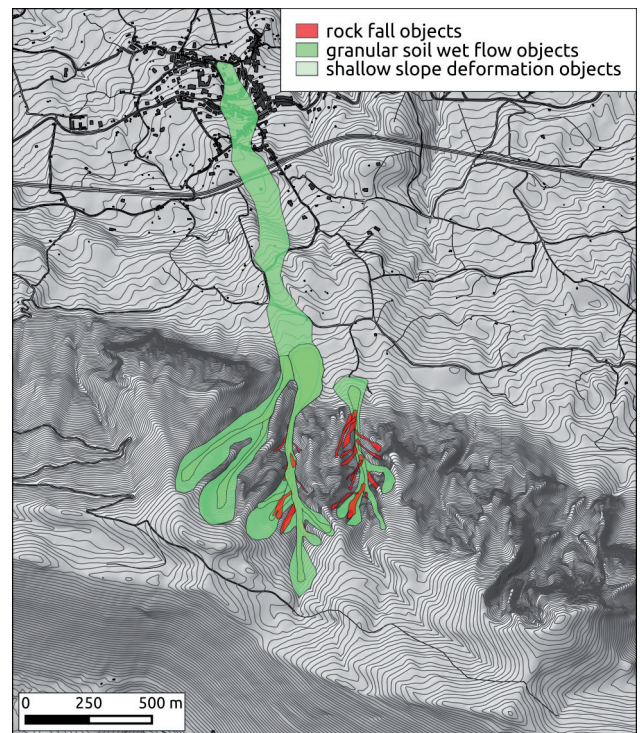 rock fall objects
granular soil wet flow objects
shallow slope deformation objects
0 250 500 m